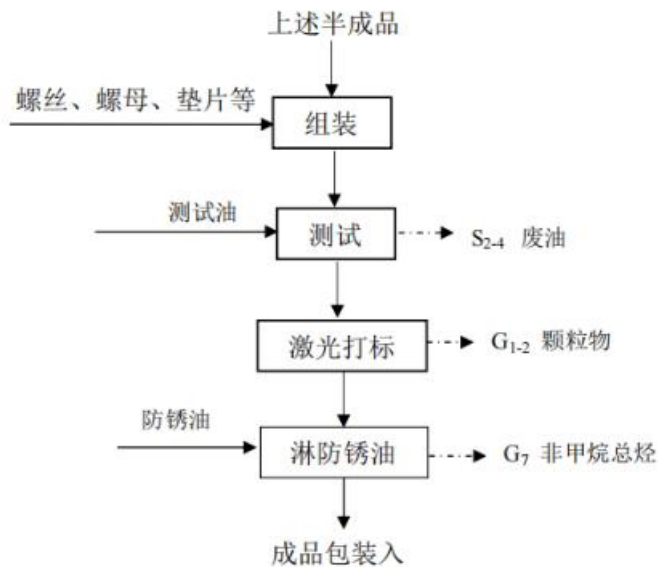 上述半成品
螺丝、螺母、垫片等
组装
测试油
测试
S2-4 废油
激光打标
G1-2 颗粒物
防锈油
淋防锈油
G7 非甲烷总烃
成品包装入